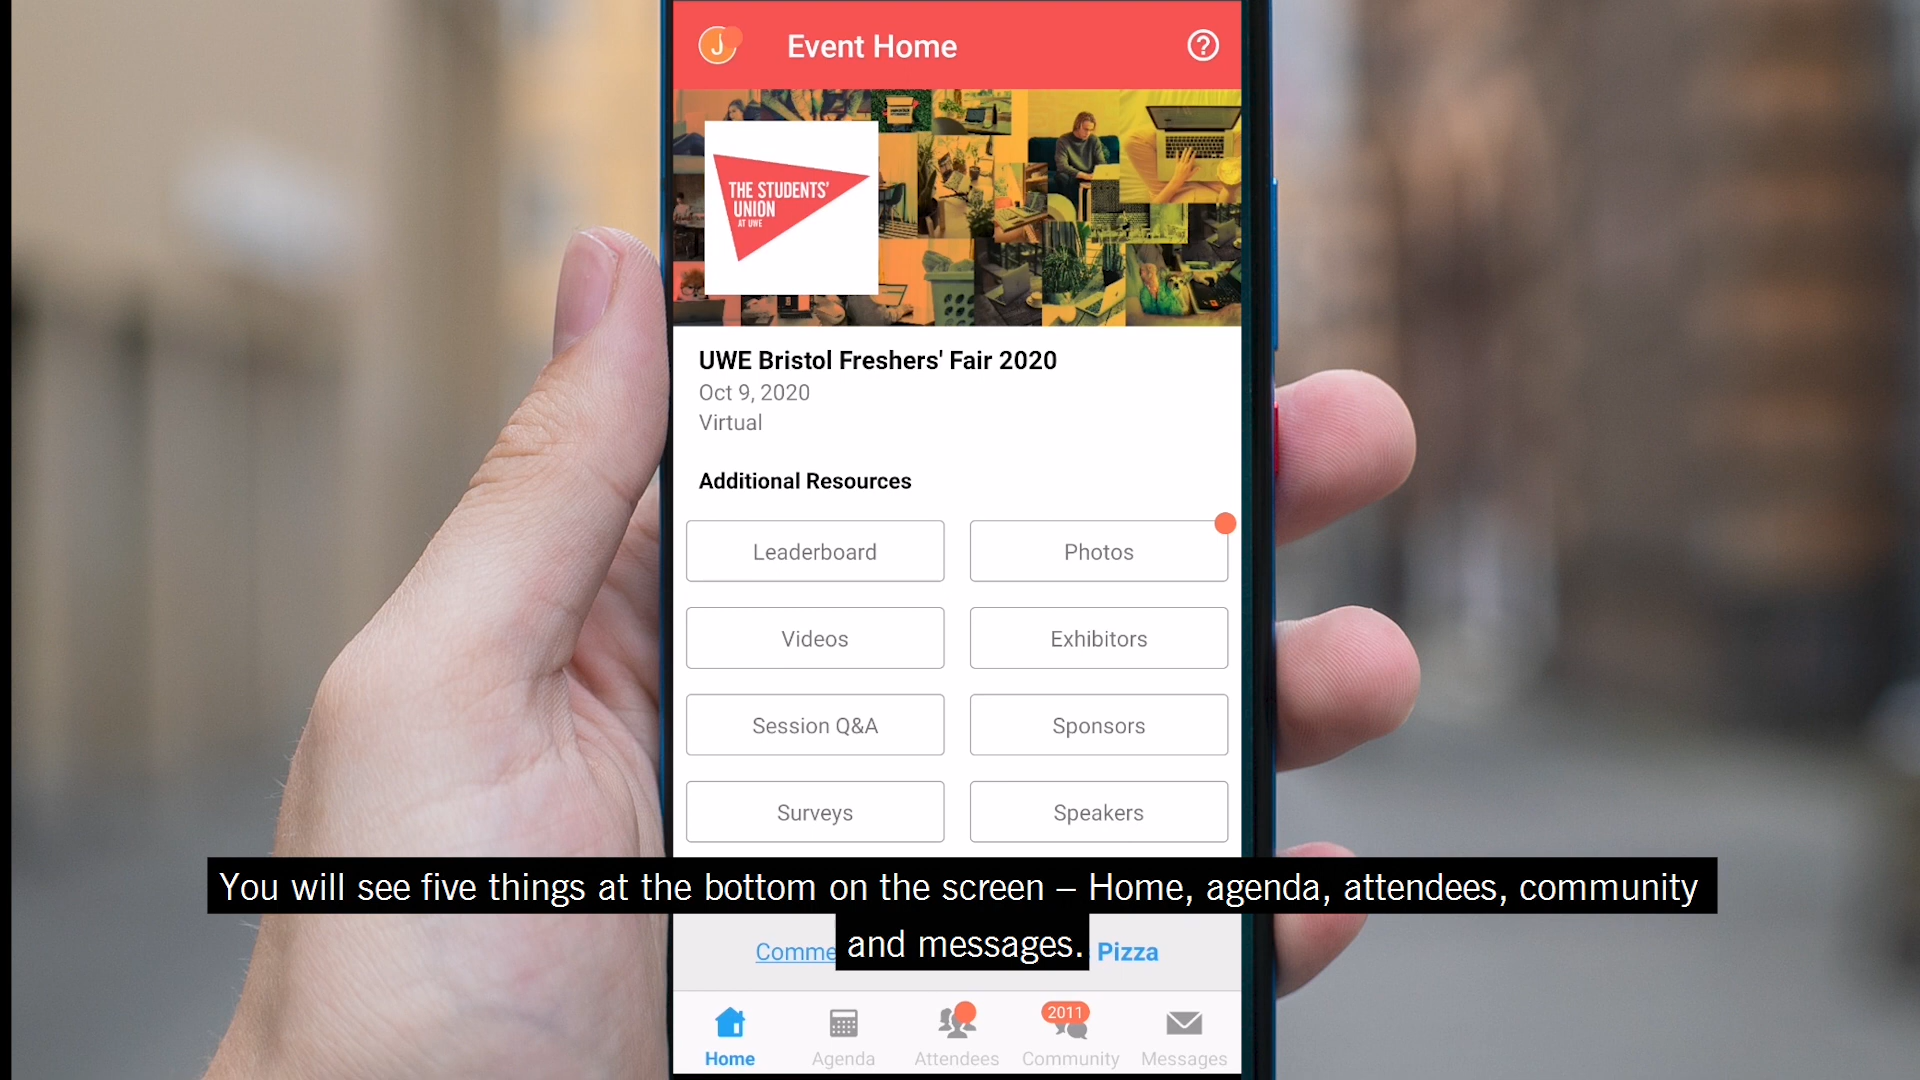 J
Event Home
?
THE STUDENTS'
UNION
AT UWE
UWE Bristol Freshers' Fair 2020
Oct 9, 2020
Virtual
Additional Resources
Leaderboard
Photos
Videos
Exhibitors
Session Q&A
Sponsors
Surveys
Speakers
You will see five things at the bottom on the screen – Home, agenda, attendees, community
and messages.
Comme
Pizza
2011
Home
Agenda
Attendees
Community
Messages